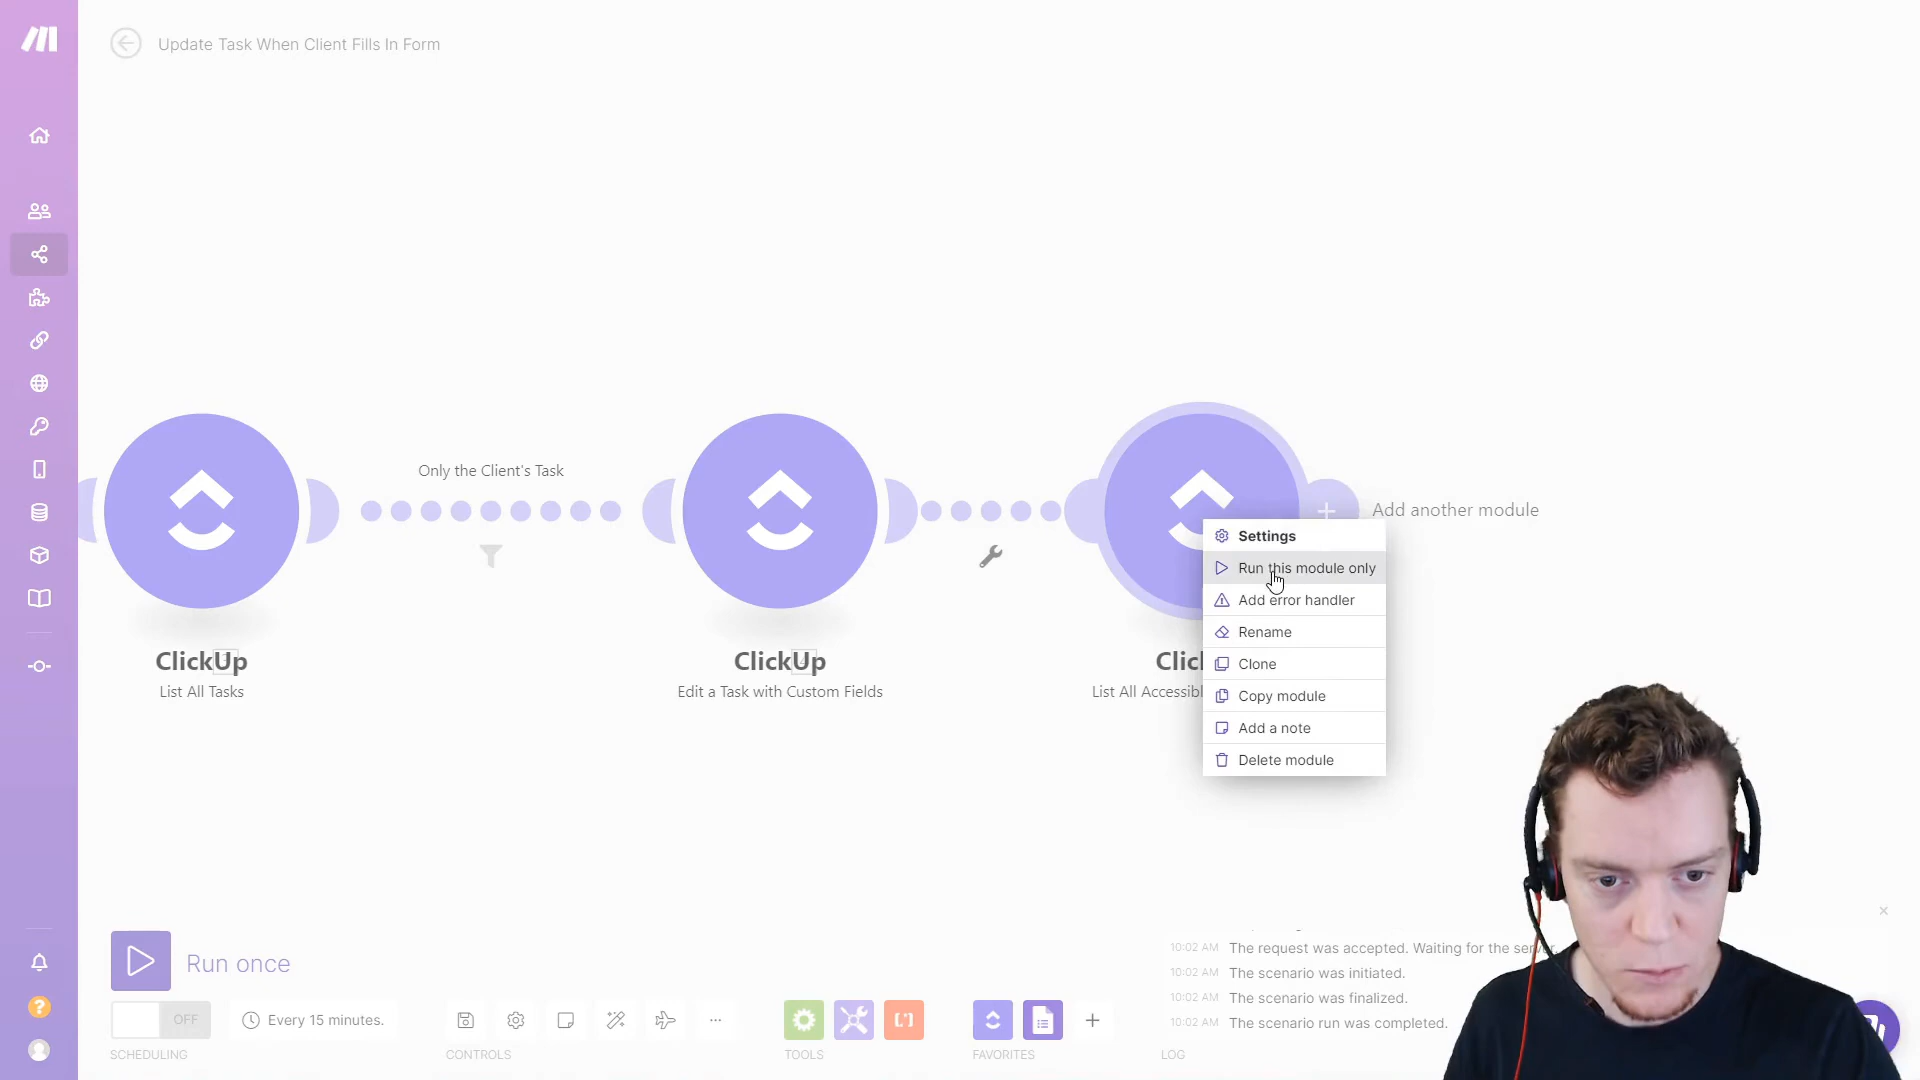 Update Task When Client Fills In Form
Only the Client's Task
Add another module
Settings
Run this module only
Add error handler
Rename
Clone
Copy module
Add a note
Delete module
ClickUp
List All Tasks
ClickUp
Edit a Task with Custom Fields
Click
List All Accessib
Run once
OFF
Every 15 minutes.
SCHEDULING
CONTROLS
TOOLS
FAVORITES
LOG
10:02 AM The request was accepted. Waiting for the server.
10:02 AM The scenario was initiated.
10:02 AM The scenario was finalized.
10:02 AM The scenario run was completed.